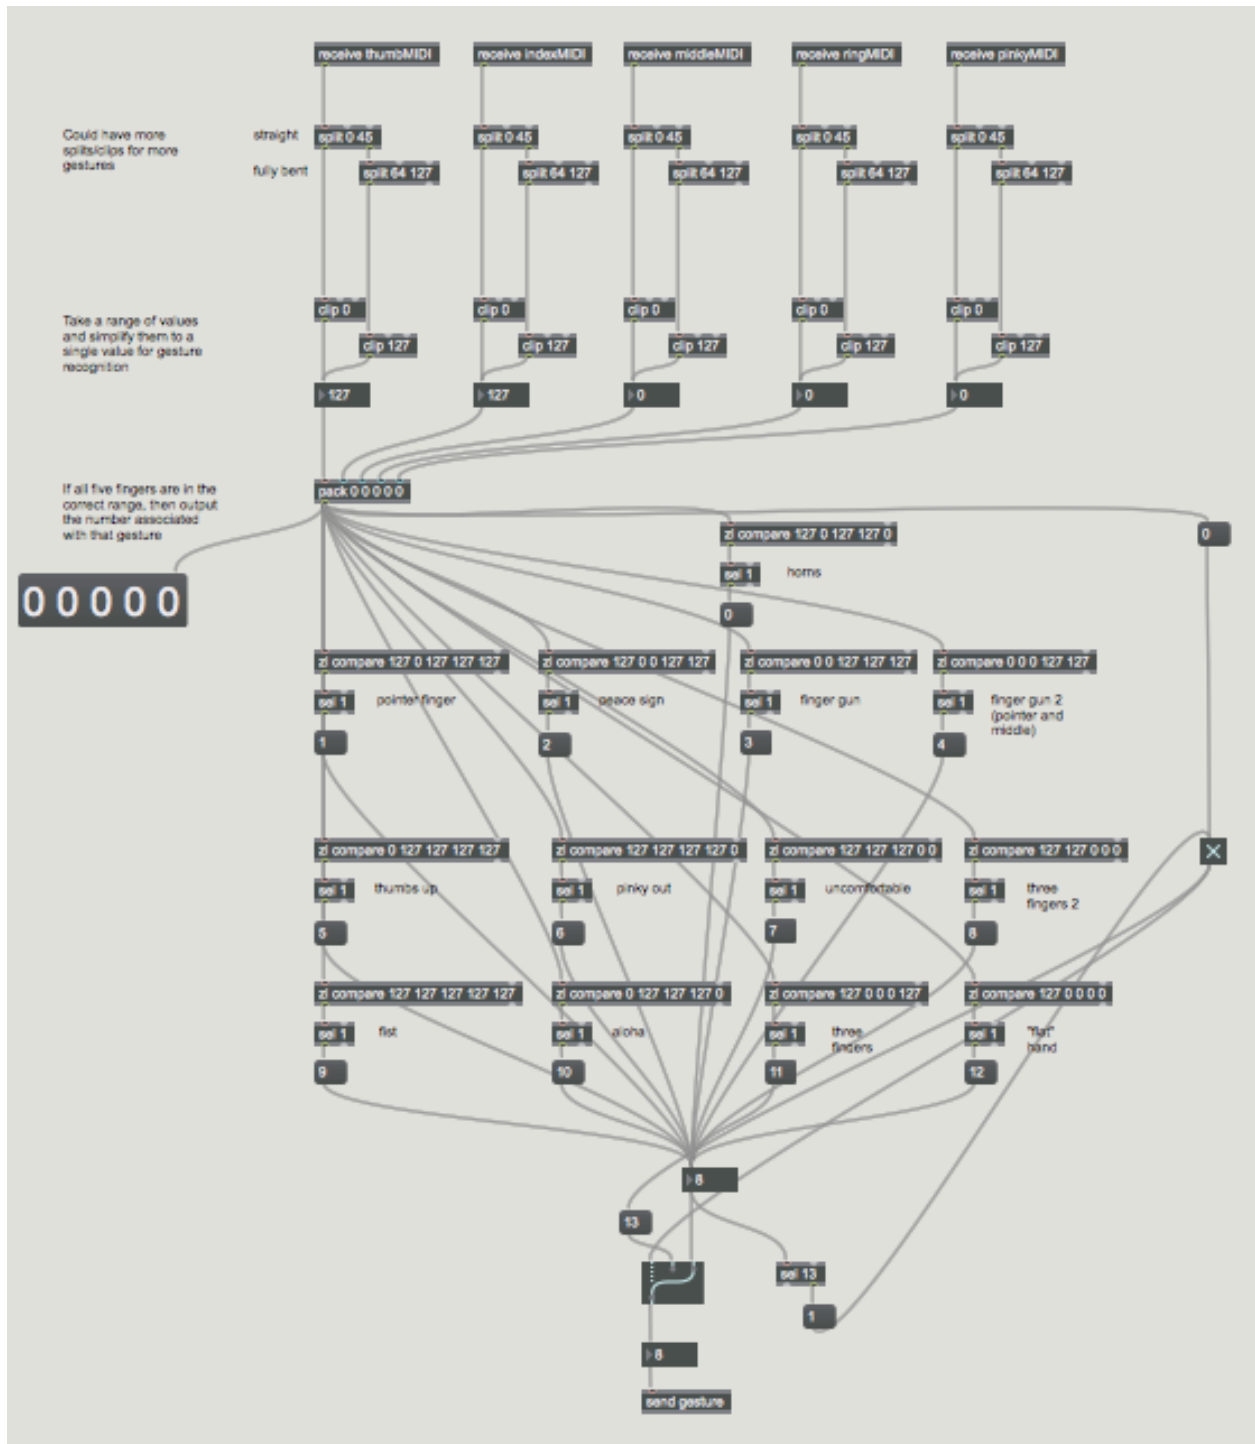 receive thumbMIDI
receive indexMIDI
receive middleMIDI
receive ringMIDI
receive pinkyMIDI
Could have more
splits/clips for more
gestures
straight
split 0 45
split 0 45
split 0 45
split 0 45
split 0 45
fully bent
split 64 127
split 64 127
split 64 127
split 64 127
split 64 127
Take a range of values
and simplify them to a
single value for gesture
recognition
clip 0
clip 0
clip 0
clip 0
clip 0
clip 127
clip 127
clip 127
clip 127
clip 127
127
127
0
0
0
If all five fingers are in the
correct range, then output
the number associated
with that gesture
pack 0 0 0 0 0
0 0 0 0 0
zl compare 127 0 127 127 0
0
sel 1
horns
0
zl compare 127 0 127 127 127
zl compare 127 0 0 127 127
zl compare 0 0 127 127 127
zl compare 0 0 0 127 127
sel 1
pointer finger
sel 1
peace sign
sel 1
finger gun
sel 1
finger gun 2
(pointer and
middle)
1
2
3
4
zl compare 0 127 127 127 127
zl compare 127 127 127 127 0
zl compare 127 127 127 0 0
zl compare 127 127 0 0 0
X
sel 1
thumbs up
sel 1
pinky out
sel 1
uncomfortable
sel 1
three
fingers 2
5
6
7
8
zl compare 127 127 127 127 127
zl compare 0 127 127 127 0
zl compare 127 0 0 0 127
zl compare 127 0 0 0 0
sel 1
fist
sel 1
aloha
sel 1
three
finders
sel 1
"flat"
hand
9
10
11
12
8
13
sel 13
1
8
send gesture